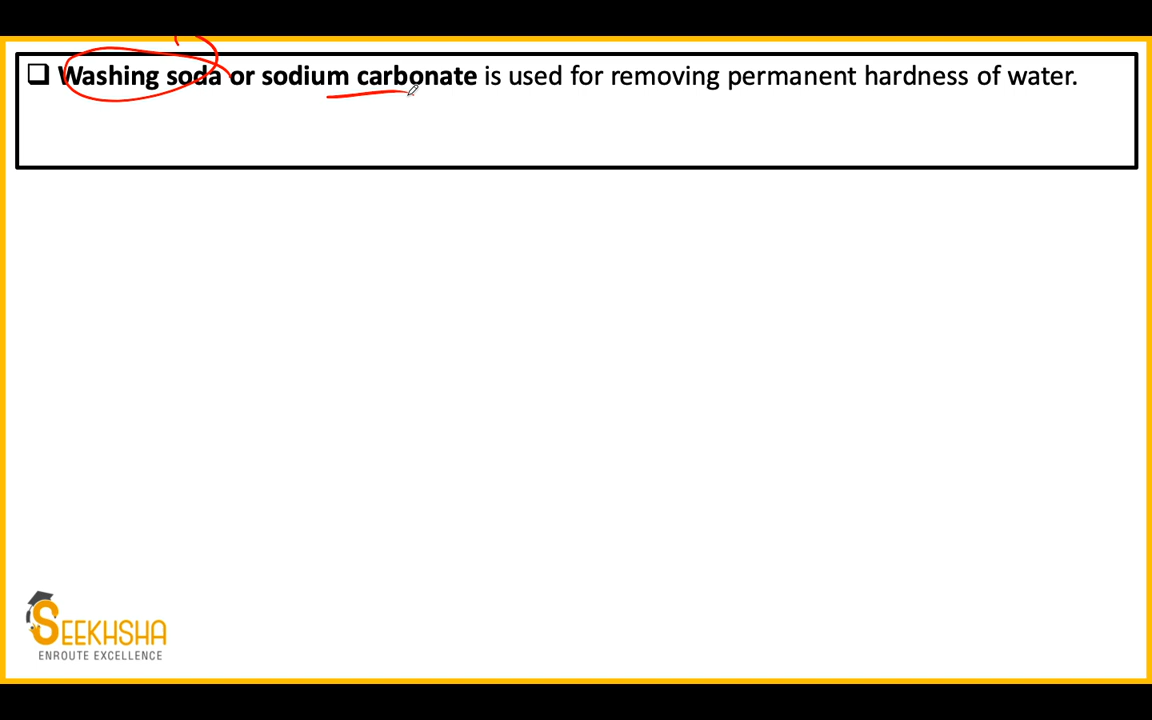 ❑ Washing soda or sodium carbonate is used for removing permanent hardness of water.
SEEKHSHA
ENROUTE EXCELLENCE